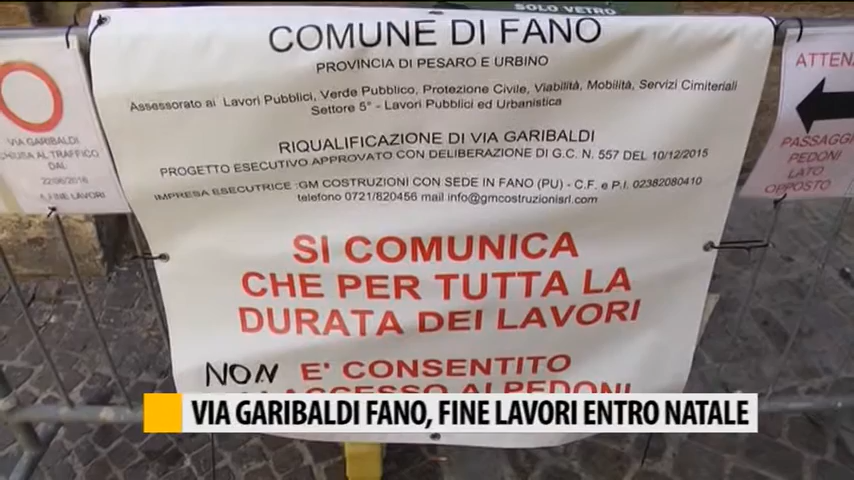 SOLO VETRO
COMUNE DI FANO
PROVINCIA DI PESARO E URBINO
Assessorato ai Lavori Pubblici, Verde Pubblico, Protezione Civile, Viabilità, Mobilità, Servizi Cimiteriali
Settore 5° - Lavori Pubblici ed Urbanistica
RIQUALIFICAZIONE DI VIA GARIBALDI
PROGETTO ESECUTIVO APPROVATO CON DELIBERAZIONE DI G.C. N. 557 DEL 10/12/2015
IMPRESA ESECUTRICE : GM COSTRUZIONI CON SEDE IN FANO (PU) - C.F. e P.I. 02382080410
telefono 0721/820456 mail info@gmcostruzionisrl.com
SI COMUNICA
CHE PER TUTTA LA
DURATA DEI LAVORI
NON E' CONSENTITO
L'ACCESSO AI PEDONI
VIA GARIBALDI
CHIUSA AL TRAFFICO
DAL
22/06/2016
A FINE LAVORI
ATTENZ
PASSAGG
PEDONI
LATO
OPPOSTO
VIA GARIBALDI FANO, FINE LAVORI ENTRO NATALE